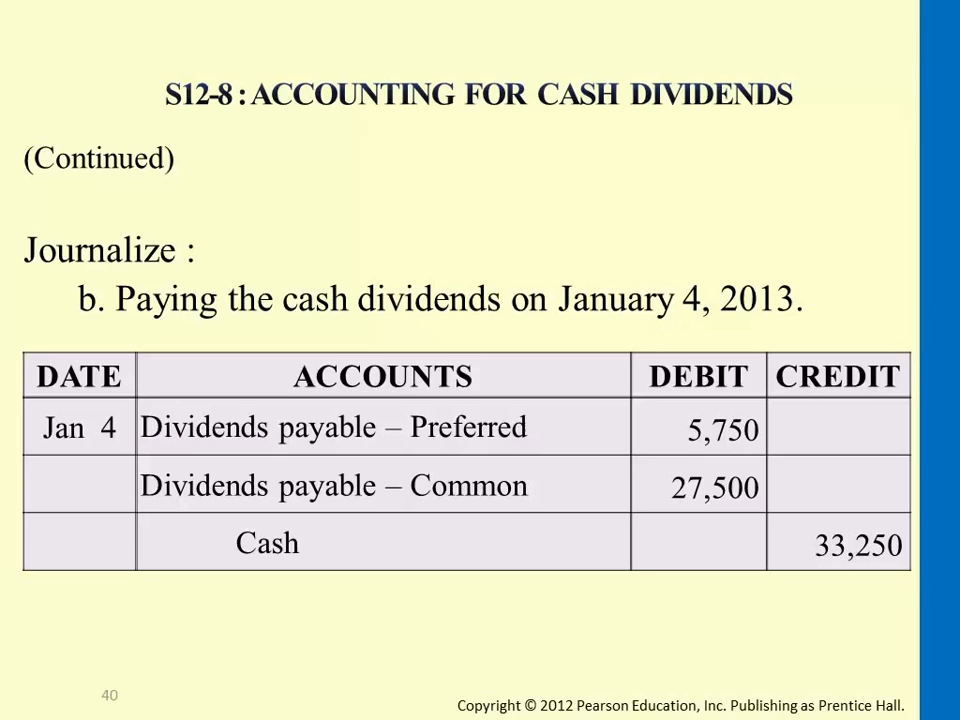 S12-8 : ACCOUNTING FOR CASH DIVIDENDS
(Continued)
Journalize :
b. Paying the cash dividends on January 4, 2013.
DATE ACCOUNTS DEBIT CREDIT
Jan 4 Dividends payable – Preferred 5,750
Dividends payable – Common 27,500
Cash 33,250
40
Copyright © 2012 Pearson Education, Inc. Publishing as Prentice Hall.